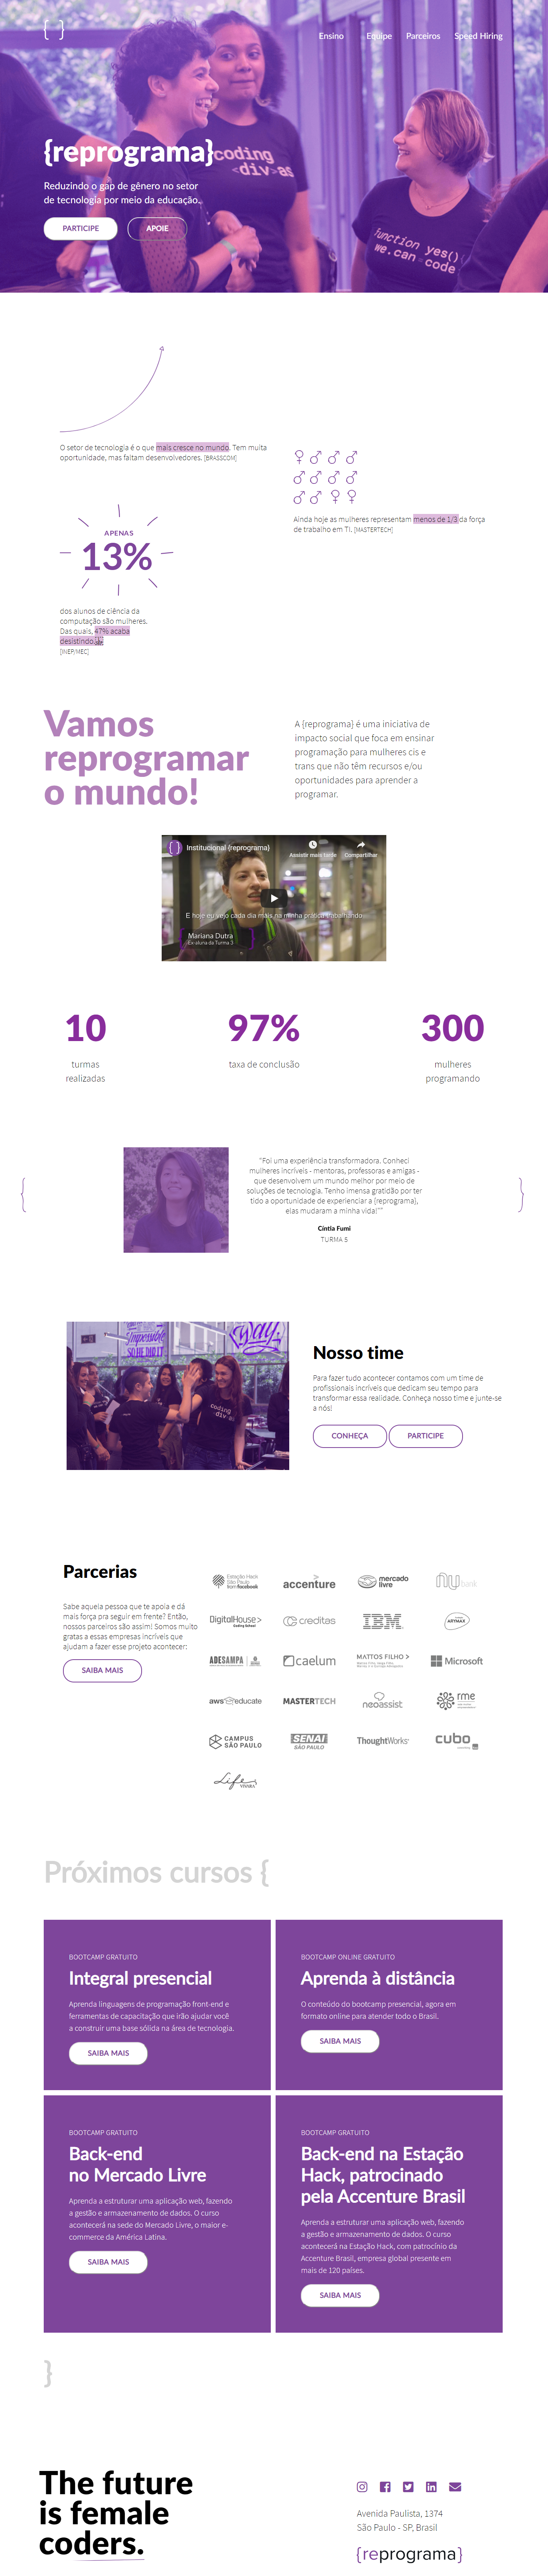 { }
Ensino Equipe Parceiros Speed Hiring
{reprograma}
coding
<div>as
Reduzindo o gap de gênero no setor
de tecnologia por meio da educação.
PARTICIPE APOIE
function yes()
we.can code
O setor de tecnologia é o que mais cresce no mundo. Tem muita
oportunidade, mas faltam desenvolvedores. [BRASSCOM]
Ainda hoje as mulheres representam menos de 1/3 da força
de trabalho em TI. [MASTERTECH]
APENAS
13%
dos alunos de ciência da
computação são mulheres.
Das quais, 47% acaba
desistindo.
[INEP/MEC]
Vamos
reprogramar
o mundo!
A {reprograma} é uma iniciativa de
impacto social que foca em ensinar
programação para mulheres cis e
trans que não têm recursos e/ou
oportunidades para aprender a
programar.
Institucional {reprograma}
Assistir mais tarde Compartilhar
E hoje eu vejo cada dia mais na minha prática trabalhando
Mariana Dutra
Ex-aluna da Turma 3
10
turmas
realizadas
97%
taxa de conclusão
300
mulheres
programando
"Foi uma experiência transformadora. Conheci
mulheres incríveis - mentoras, professoras e amigas -
que desenvolvem um mundo melhor por meio de
soluções de tecnologia. Tenho imensa gratidão por ter
tido a oportunidade de experienciar a {reprograma},
elas mudaram a minha vida!""
Cintia Fumi
TURMA 5
Impossible
SO HE DID IT
way.
coding
div
Nosso time
Para fazer tudo acontecer contamos com um time de
profissionais incríveis que dedicam seu tempo para
transformar essa realidade. Conheça nosso time e junte-se
a nós!
CONHEÇA PARTICIPE
Parcerias
Sabe aquela pessoa que te apoia e dá
mais força pra seguir em frente? Então,
nossos parceiros são assim! Somos muito
gratas a essas empresas incríveis que
ajudam a fazer esse projeto acontecer:
SAIBA MAIS
Estação Hack
São Paulo
from facebook
accenture
mercado
livre
nu bank
DigitalHouse>
Coding School
creditas
IBM
ARTMAX
ADESAMPA
caelum
MATTOS FILHO >
Microsoft
aws educate
MASTERTECH
neoassist
rme
CAMPUS
SÃO PAULO
SENAI
SÃO PAULO
ThoughtWorks
cubo
Life
VIVARA
Próximos cursos {
BOOTCAMP GRATUITO
Integral presencial
Aprenda linguagens de programação front-end e
ferramentas de capacitação que irão ajudar você
a construir uma base sólida na área de tecnologia.
SAIBA MAIS
BOOTCAMP ONLINE GRATUITO
Aprenda à distância
O conteúdo do bootcamp presencial, agora em
formato online para atender todo o Brasil.
SAIBA MAIS
BOOTCAMP GRATUITO
Back-end
no Mercado Livre
Aprenda a estruturar uma aplicação web, fazendo
a gestão e armazenamento de dados. O curso
acontecerá na sede do Mercado Livre, o maior e-
commerce da América Latina.
SAIBA MAIS
BOOTCAMP GRATUITO
Back-end na Estação
Hack, patrocinado
pela Accenture Brasil
Aprenda a estruturar uma aplicação web, fazendo
a gestão e armazenamento de dados. O curso
acontecerá na Estação Hack, com patrocínio da
Accenture Brasil, empresa global presente em
mais de 120 países.
SAIBA MAIS
}
The future
is female
coders.
Avenida Paulista, 1374
São Paulo - SP, Brasil
{reprograma}